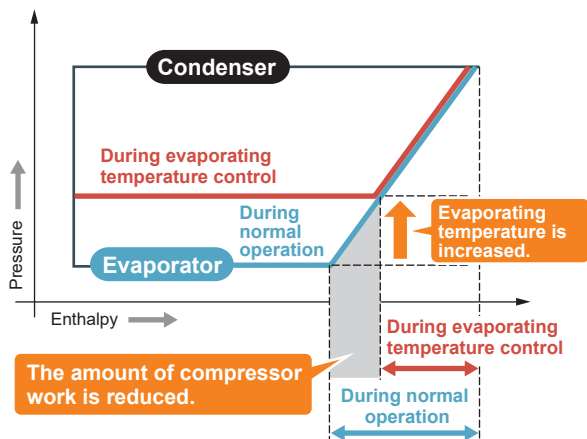 Condenser
During evaporating
temperature control
During
normal
operation
Evaporating
temperature is
increased.
Evaporator
Pressure
Enthalpy
During evaporating
temperature control
The amount of compressor
work is reduced.
During normal
operation